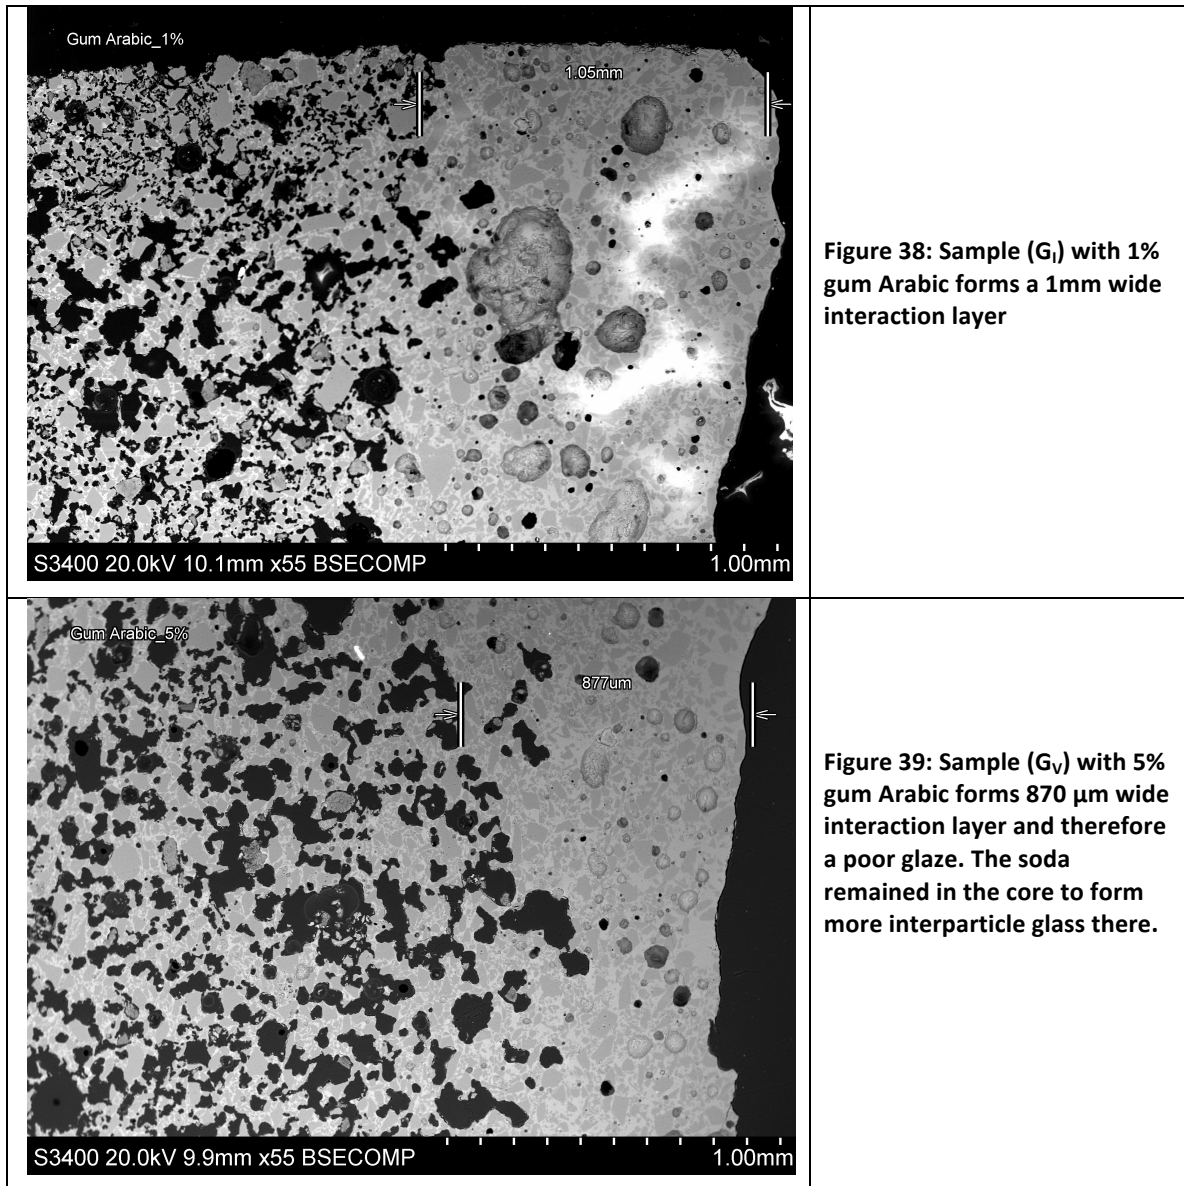 Gum Arabic_1%
1.05mm
S3400 20.0kV 10.1mm x55 BSECOMP 1.00mm
Figure 38: Sample (G_I) with 1%
gum Arabic forms a 1mm wide
interaction layer
Gum Arabic_5%
877um
S3400 20.0kV 9.9mm x55 BSECOMP 1.00mm
Figure 39: Sample (G_V) with 5%
gum Arabic forms 870 µm wide
interaction layer and therefore
a poor glaze. The soda
remained in the core to form
more interparticle glass there.